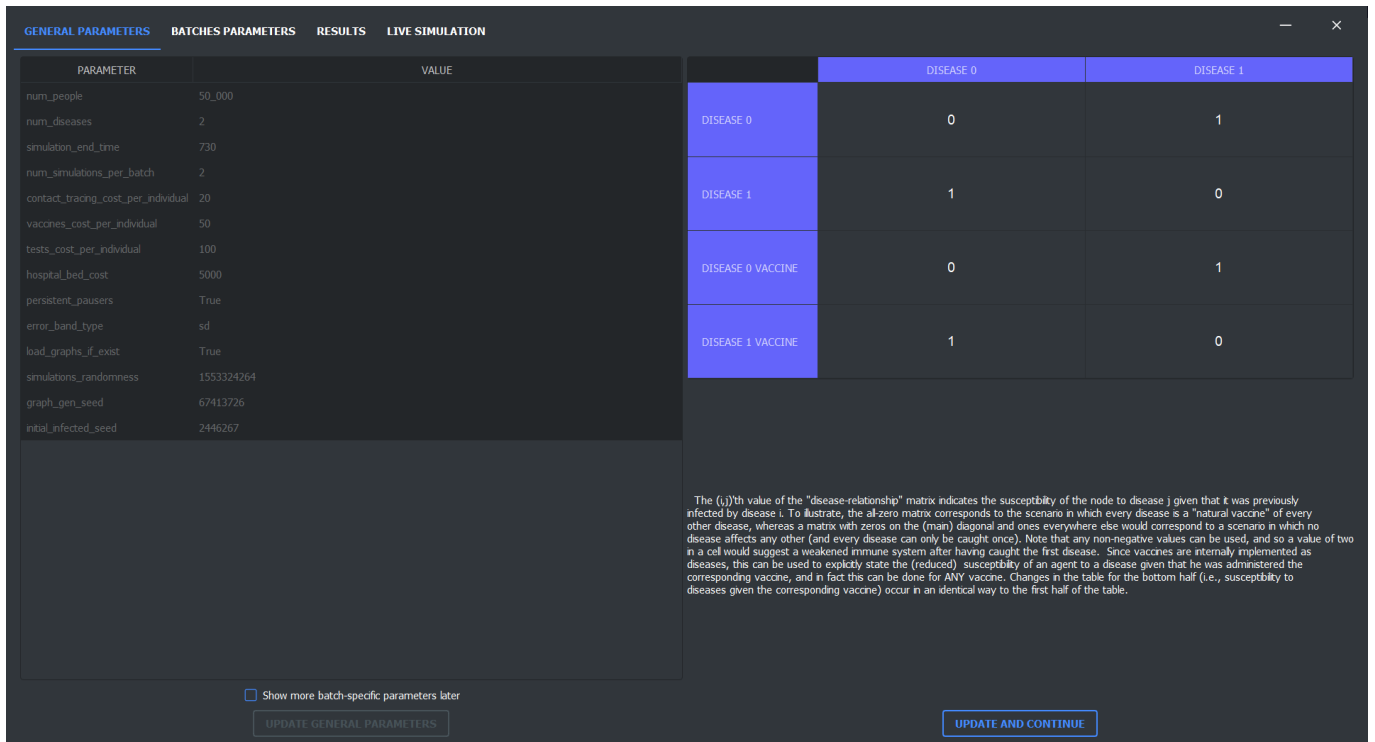 GENERAL PARAMETERS BATCHES PARAMETERS RESULTS LIVE SIMULATION
PARAMETER VALUE
num_people 50_000
num_diseases 2
simulation_end_time 730
num_simulations_per_batch 2
contact_tracing_cost_per_individual 20
vaccines_cost_per_individual 50
tests_cost_per_individual 100
hospital_bed_cost 5000
persistent_pausers True
error_band_type sd
load_graphs_if_exist True
simulations_randomness 1553324264
graph_gen_seed 67413726
initial_infected_seed 2446267
Show more batch-specific parameters later
UPDATE GENERAL PARAMETERS
DISEASE 0 DISEASE 1
DISEASE 0 0 1
DISEASE 1 1 0
DISEASE 0 VACCINE 0 1
DISEASE 1 VACCINE 1 0
The (i,j)'th value of the "disease-relationship" matrix indicates the susceptibility of the node to disease j given that it was previously
infected by disease i. To illustrate, the all-zero matrix corresponds to the scenario in which every disease is a "natural vaccine" of every
other disease, whereas a matrix with zeros on the (main) diagonal and ones everywhere else would correspond to a scenario in which no
disease affects any other (and every disease can only be caught once). Note that any non-negative values can be used, and so a value of two
in a cell would suggest a weakened immune system after having caught the first disease. Since vaccines are internally implemented as
diseases, this can be used to explicitly state the (reduced) susceptibility of an agent to a disease given that he was administered the
corresponding vaccine, and in fact this can be done for ANY vaccine. Changes in the table for the bottom half (i.e., susceptibility to
diseases given the corresponding vaccine) occur in an identical way to the first half of the table.
UPDATE AND CONTINUE